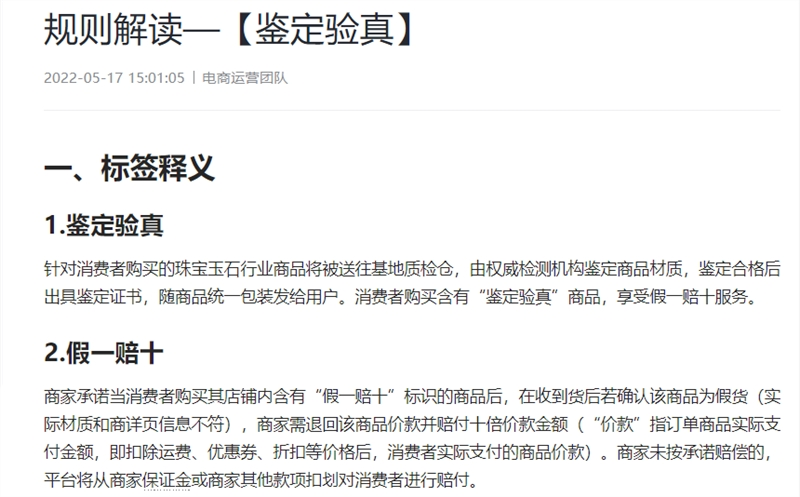 规则解读—【鉴定验真】
2022-05-17 15:01:05 | 电商运营团队
一、标签释义
1.鉴定验真
针对消费者购买的珠宝玉石行业商品将被送往基地质检仓，由权威检测机构鉴定商品材质，鉴定合格后
出具鉴定证书，随商品统一包装发给用户。消费者购买含有“鉴定验真”商品，享受假一赔十服务。
2.假一赔十
商家承诺当消费者购买其店铺内含有“假一赔十”标识的商品后，在收到货后若确认该商品为假货（实
际材质和商详页信息不符），商家需退回该商品价款并赔付十倍价款金额（“价款”指订单商品实际支
付金额，即扣除运费、优惠券、折扣等价格后，消费者实际支付的商品价款）。商家未按承诺赔偿的，
平台将从商家保证金或商家其他款项扣划对消费者进行赔付。